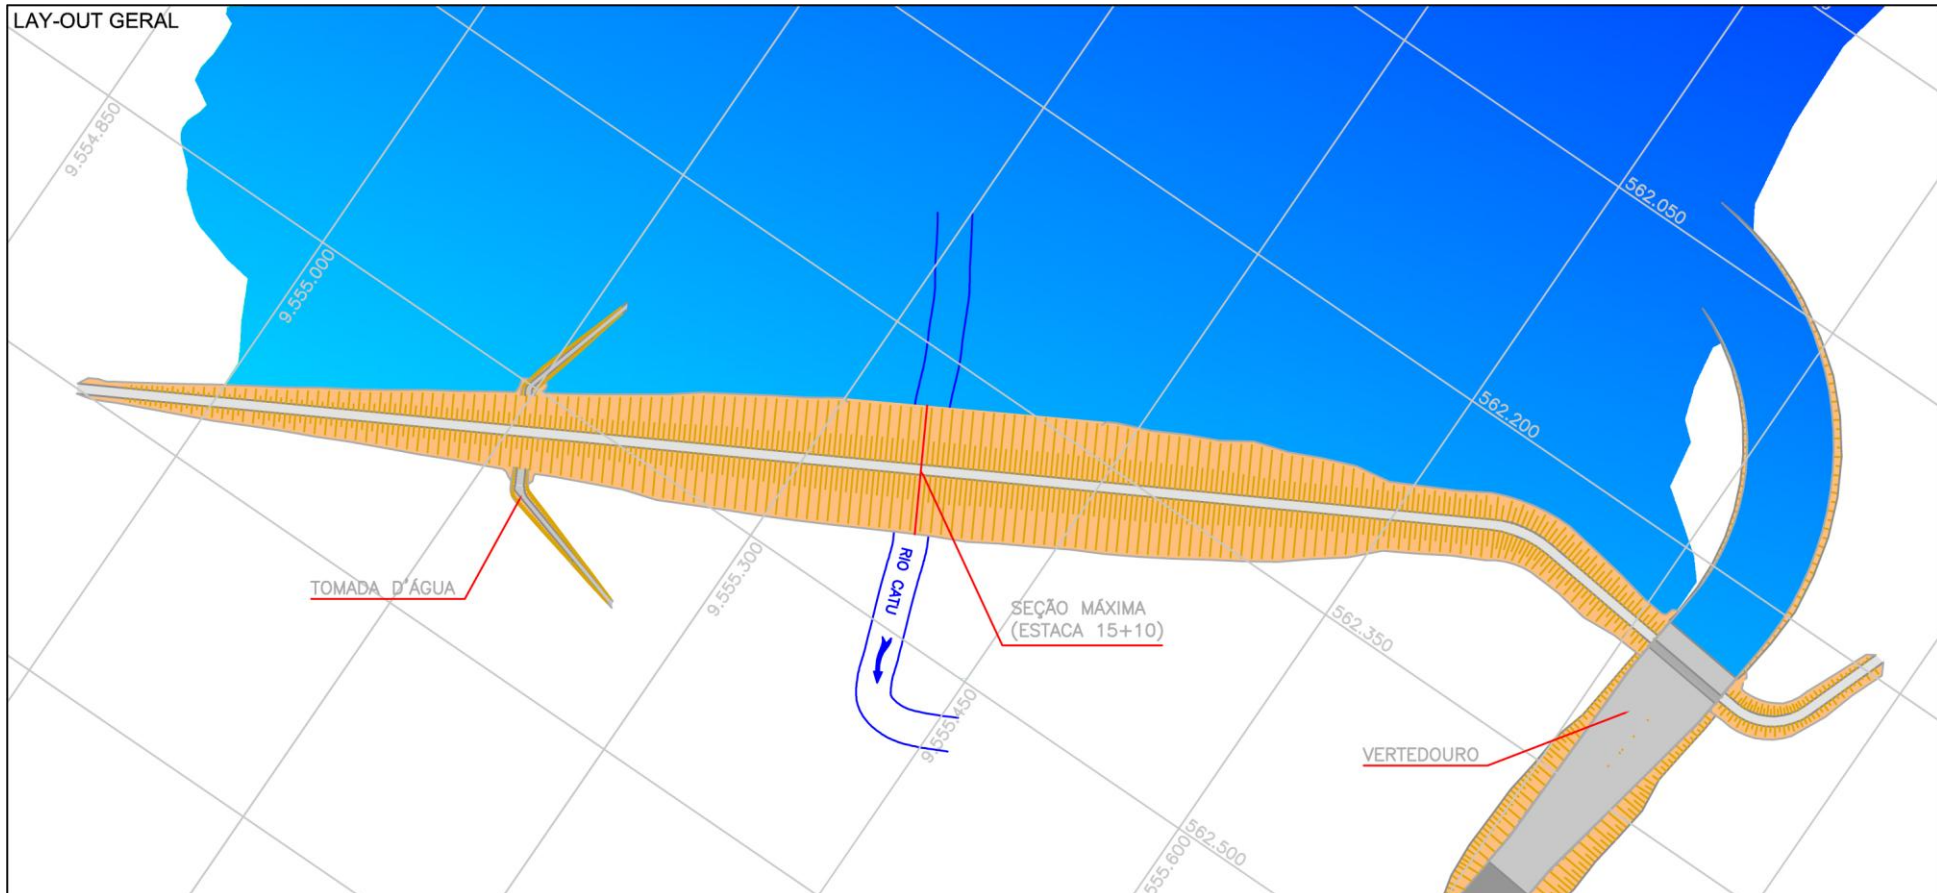 LAY-OUT GERAL
9.554.850
9.555.000
562.050
562.200
TOMADA D'ÁGUA
9.555.300
RIO CATU
SEÇÃO MÁXIMA
(ESTACA 15+10)
562.350
9.555.450
VERTEDOURO
562.500
555.600